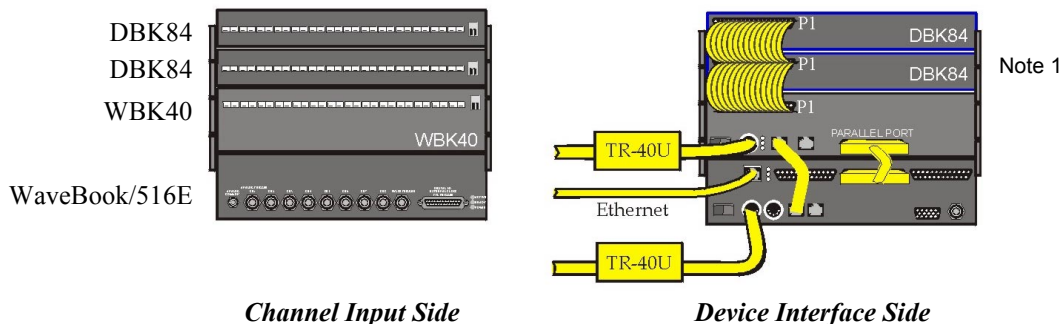 DBK84
DBK84
WBK40
WaveBook/516E
WBK40
P1
DBK84
P1
DBK84
P1
Note 1
PARALLEL PORT
TR-40U
Ethernet
TR-40U
Channel Input Side
Device Interface Side